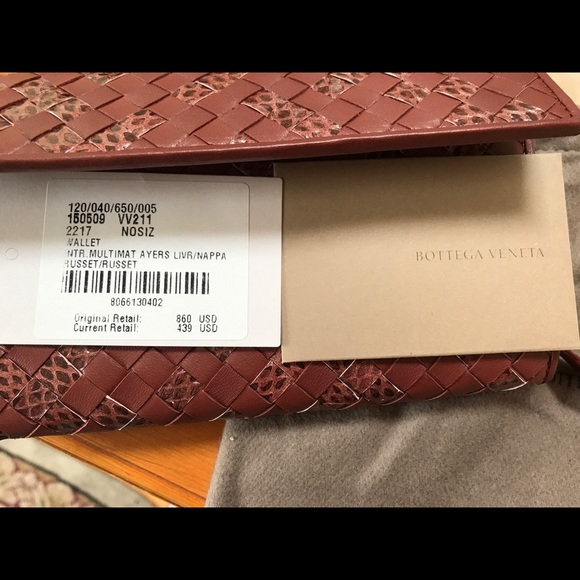 120/040/650/005
150509 VV211
2217 NOSIZ
WALLET
INTR.MULTIMAT AYERS LIVR/NAPPA
RUSSET/RUSSET
8066130402
Original Retail: 860 USD
Current Retail: 439 USD
BOTTEGA VENETA